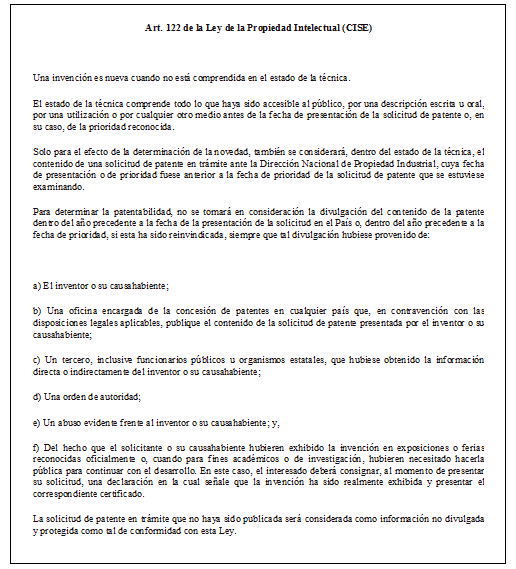 Art. 122 de la Ley de la Propiedad Intelectual (CISE)
Una invención es nueva cuando no está comprendida en el estado de la técnica.
El estado de la técnica comprende todo lo que haya sido accesible al público, por una descripción escrita u oral,
por una utilización o por cualquier otro medio antes de la fecha de presentación de la solicitud de patente o, en
su caso, de la prioridad reconocida.
Solo para el efecto de la determinación de la novedad, también se considerará, dentro del estado de la técnica, el
contenido de una solicitud de patente en trámite ante la Dirección Nacional de Propiedad Industrial, cuya fecha
de presentación o de prioridad fuese anterior a la fecha de prioridad de la solicitud de patente que se estuviese
examinando.
Para determinar la patentabilidad, no se tomará en consideración la divulgación del contenido de la patente
dentro del año precedente a la fecha de la presentación de la solicitud en el País o, dentro del año precedente a la
fecha de prioridad, si esta ha sido reivindicada, siempre que tal divulgación hubiese provenido de:
a) El inventor o su causahabiente;
b) Una oficina encargada de la concesión de patentes en cualquier país que, en contravención con las
disposiciones legales aplicables, publique el contenido de la solicitud de patente presentada por el inventor o su
causahabiente;
c) Un tercero, inclusive funcionarios públicos u organismos estatales, que hubiese obtenido la información
directa o indirectamente del inventor o su causahabiente;
d) Una orden de autoridad;
e) Un abuso evidente frente al inventor o su causahabiente; y,
f) Del hecho que el solicitante o su causahabiente hubieren exhibido la invención en exposiciones o ferias
reconocidas oficialmente o, cuando para fines académicos o de investigación, hubieren necesitado hacerla
pública para continuar con el desarrollo. En este caso, el interesado deberá consignar, al momento de presentar
su solicitud, una declaración en la cual señale que la invención ha sido realmente exhibida y presentar el
correspondiente certificado.
La solicitud de patente en trámite que no haya sido publicada será considerada como información no divulgada
y protegida como tal de conformidad con esta Ley.